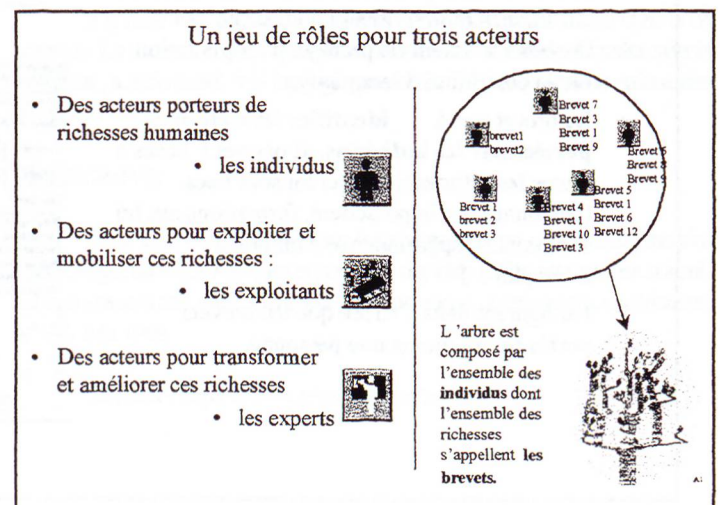 Un jeu de rôles pour trois acteurs
• Des acteurs porteurs de
richesses humaines
• les individus
• Des acteurs pour exploiter et
mobiliser ces richesses :
• les exploitants
• Des acteurs pour transformer
et améliorer ces richesses
• les experts
Brevet 7
Brevet 3
Brevet 1
Brevet 9
brevet1
brevet2
Brevet 6
Brevet 8
Brevet 9
Brevet 1
brevet 2
brevet 3
Brevet 4
Brevet 1
Brevet 10
Brevet 3
Brevet 5
Brevet 1
Brevet 6
Brevet 12
L 'arbre est
composé par
l'ensemble des
individus dont
l'ensemble des
richesses
s'appellent les
brevets.